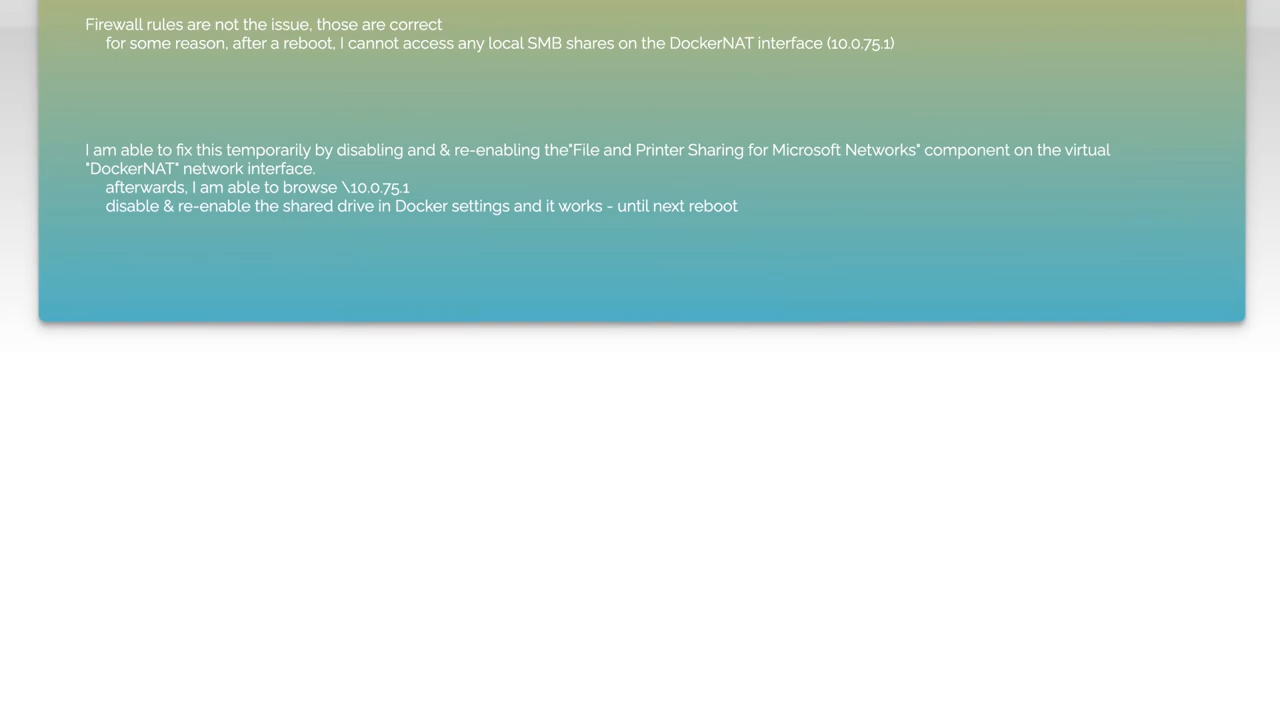 Firewall rules are not the issue, those are correct
for some reason, after a reboot, I cannot access any local SMB shares on the DockerNAT interface (10.0.75.1)
I am able to fix this temporarily by disabling and & re-enabling the"File and Printer Sharing for Microsoft Networks" component on the virtual
"DockerNAT" network interface.
afterwards, I am able to browse \10.0.75.1
disable & re-enable the shared drive in Docker settings and it works - until next reboot